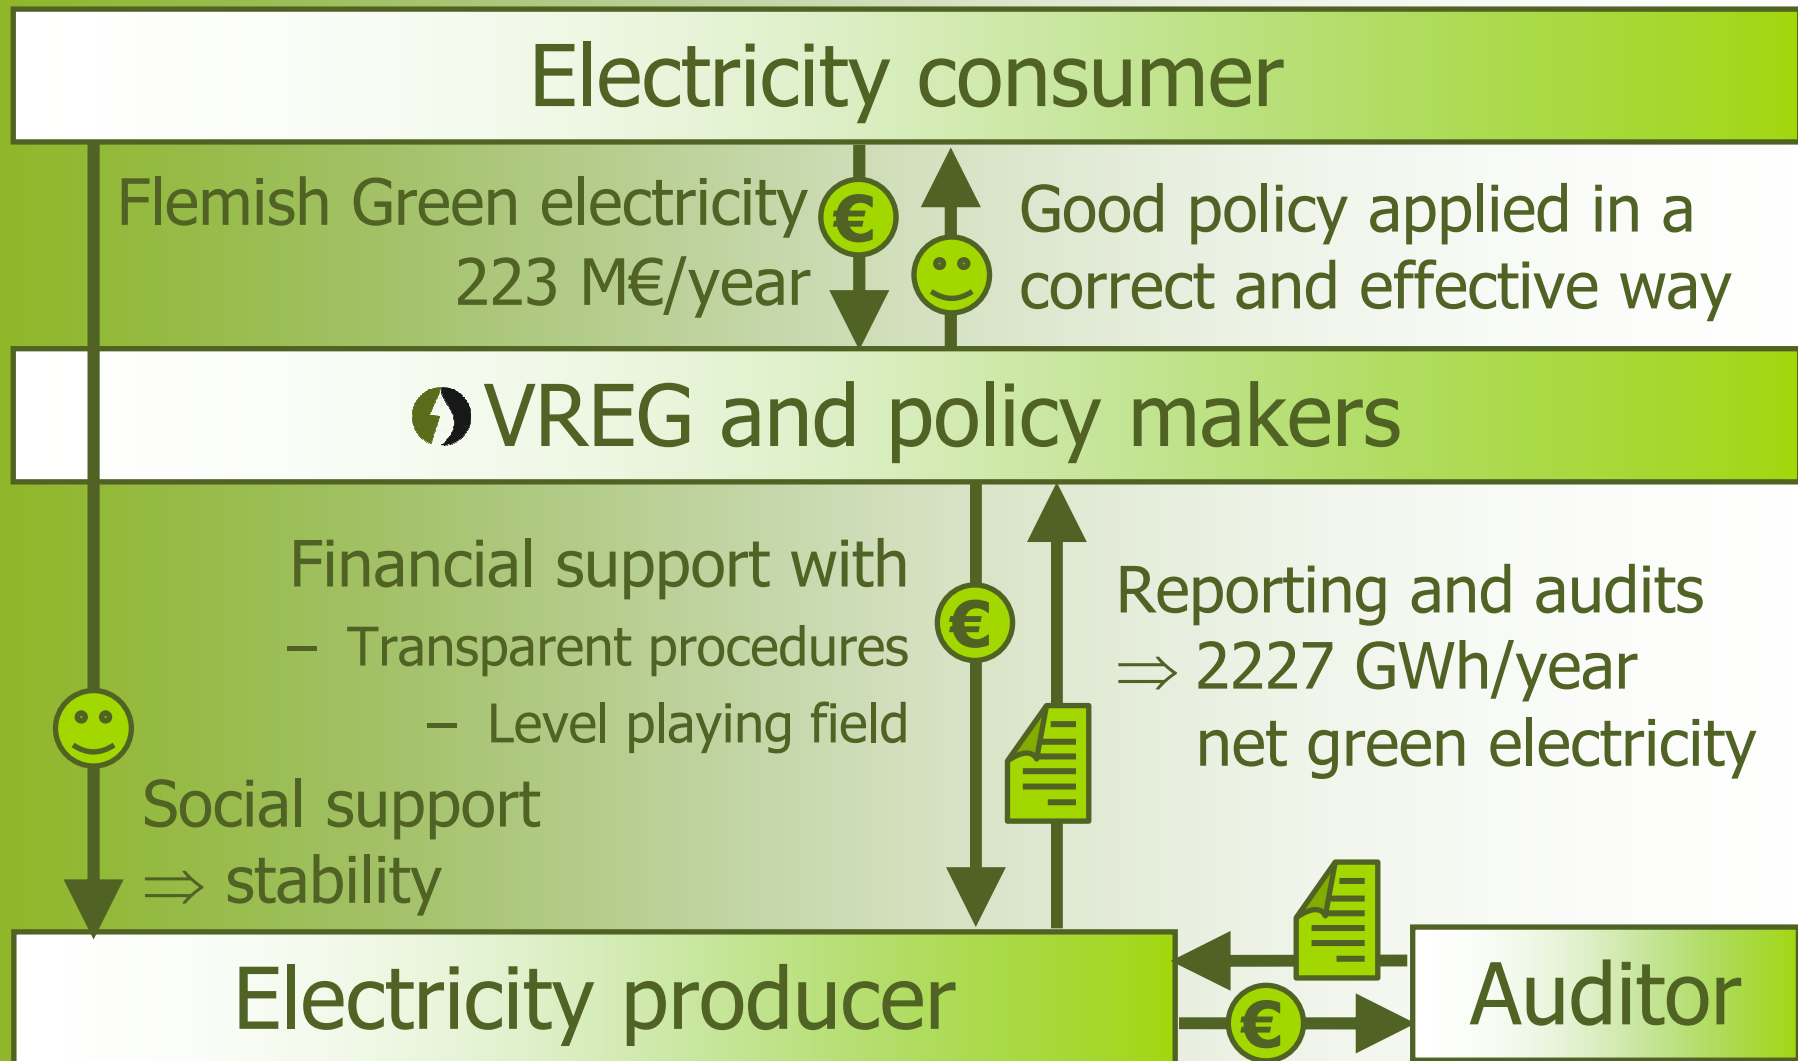 Electricity consumer
Flemish Green electricity
223 M€/year
€
Good policy applied in a
correct and effective way
VREG and policy makers
Financial support with
– Transparent procedures
– Level playing field
€
Reporting and audits
⇒ 2227 GWh/year
net green electricity
Social support
⇒ stability
Electricity producer
€
Auditor